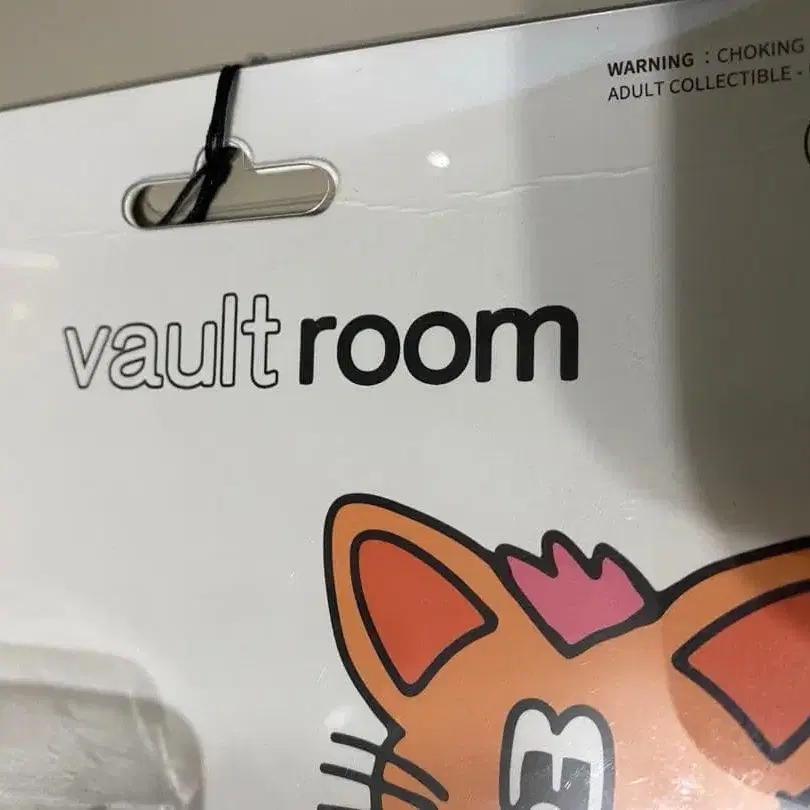 WARNING : CHOKING
ADULT COLLECTIBLE -
vault room